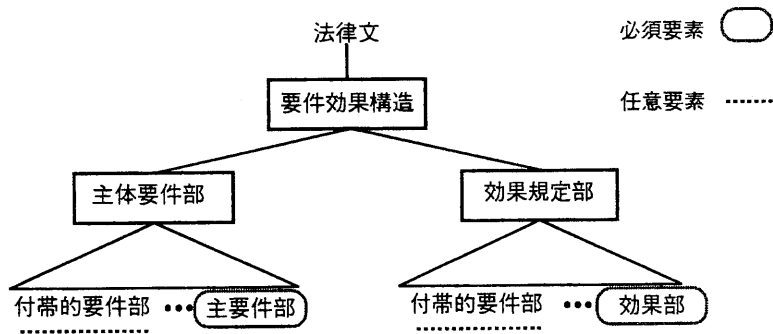 法律文
必須要素
要件効果構造
任意要素
主体要件部
効果規定部
付帯的要件部 ••• 主要件部
付帯的要件部 ••• 効果部